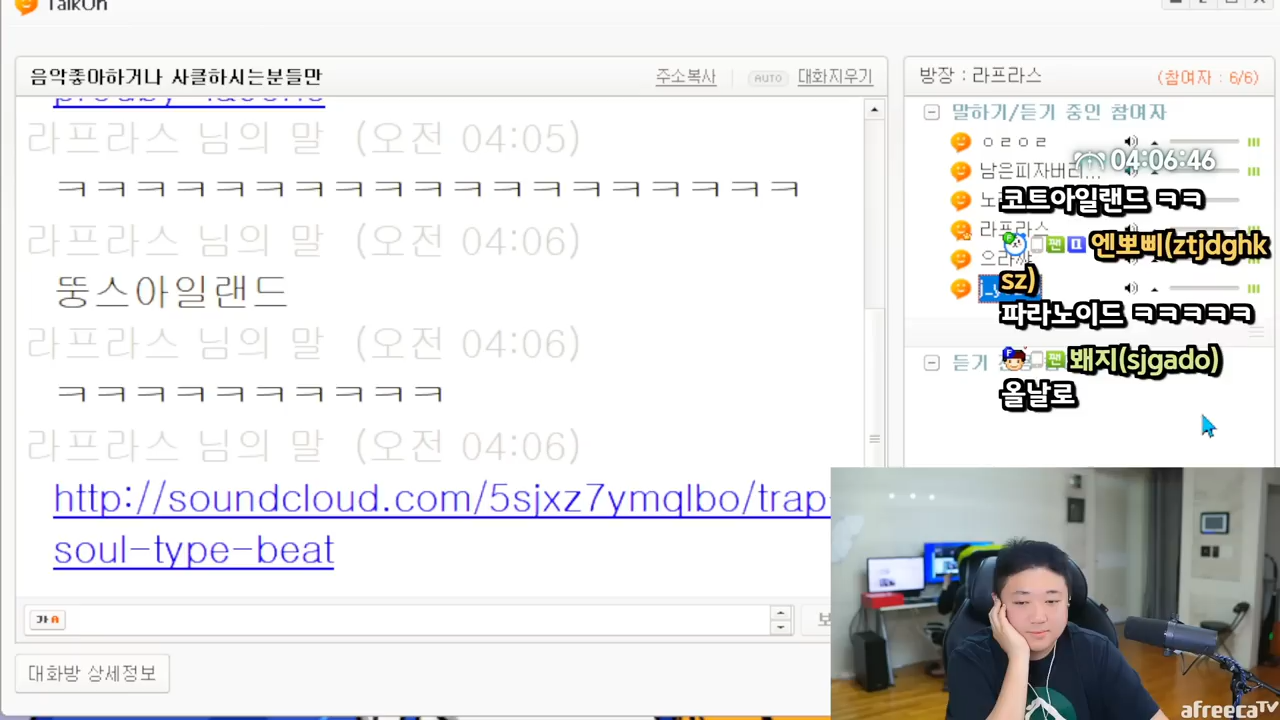 TalkOn
음악좋아하거나 사클하시는분들만
주소복사
AUTO
대화지우기
라프라스 님의 말 (오전 04:05)
ㅋㅋㅋㅋㅋㅋㅋㅋㅋㅋㅋㅋㅋㅋㅋㅋㅋㅋㅋ
라프라스 님의 말 (오전 04:06)
뚱스아일랜드
라프라스 님의 말 (오전 04:06)
ㅋㅋㅋㅋㅋㅋㅋㅋㅋㅋ
라프라스 님의 말 (오전 04:06)
http://soundcloud.com/5sjxz7ymqlbo/trap-
soul-type-beat
가A
대화방 상세정보
방장 : 라프라스
(참여자 : 6/6)
말하기/듣기 중인 참여자
ㅇㄹㅇㄹ
남은피자버리...
라프라스
으라쌰
듣기
04:06:46
코트아일랜드 ㅋㅋ
엔뽀삐(ztjdghk
sz)
파라노이드 ㅋㅋㅋㅋㅋ
봬지(sjgado)
올날로
afreecaTV